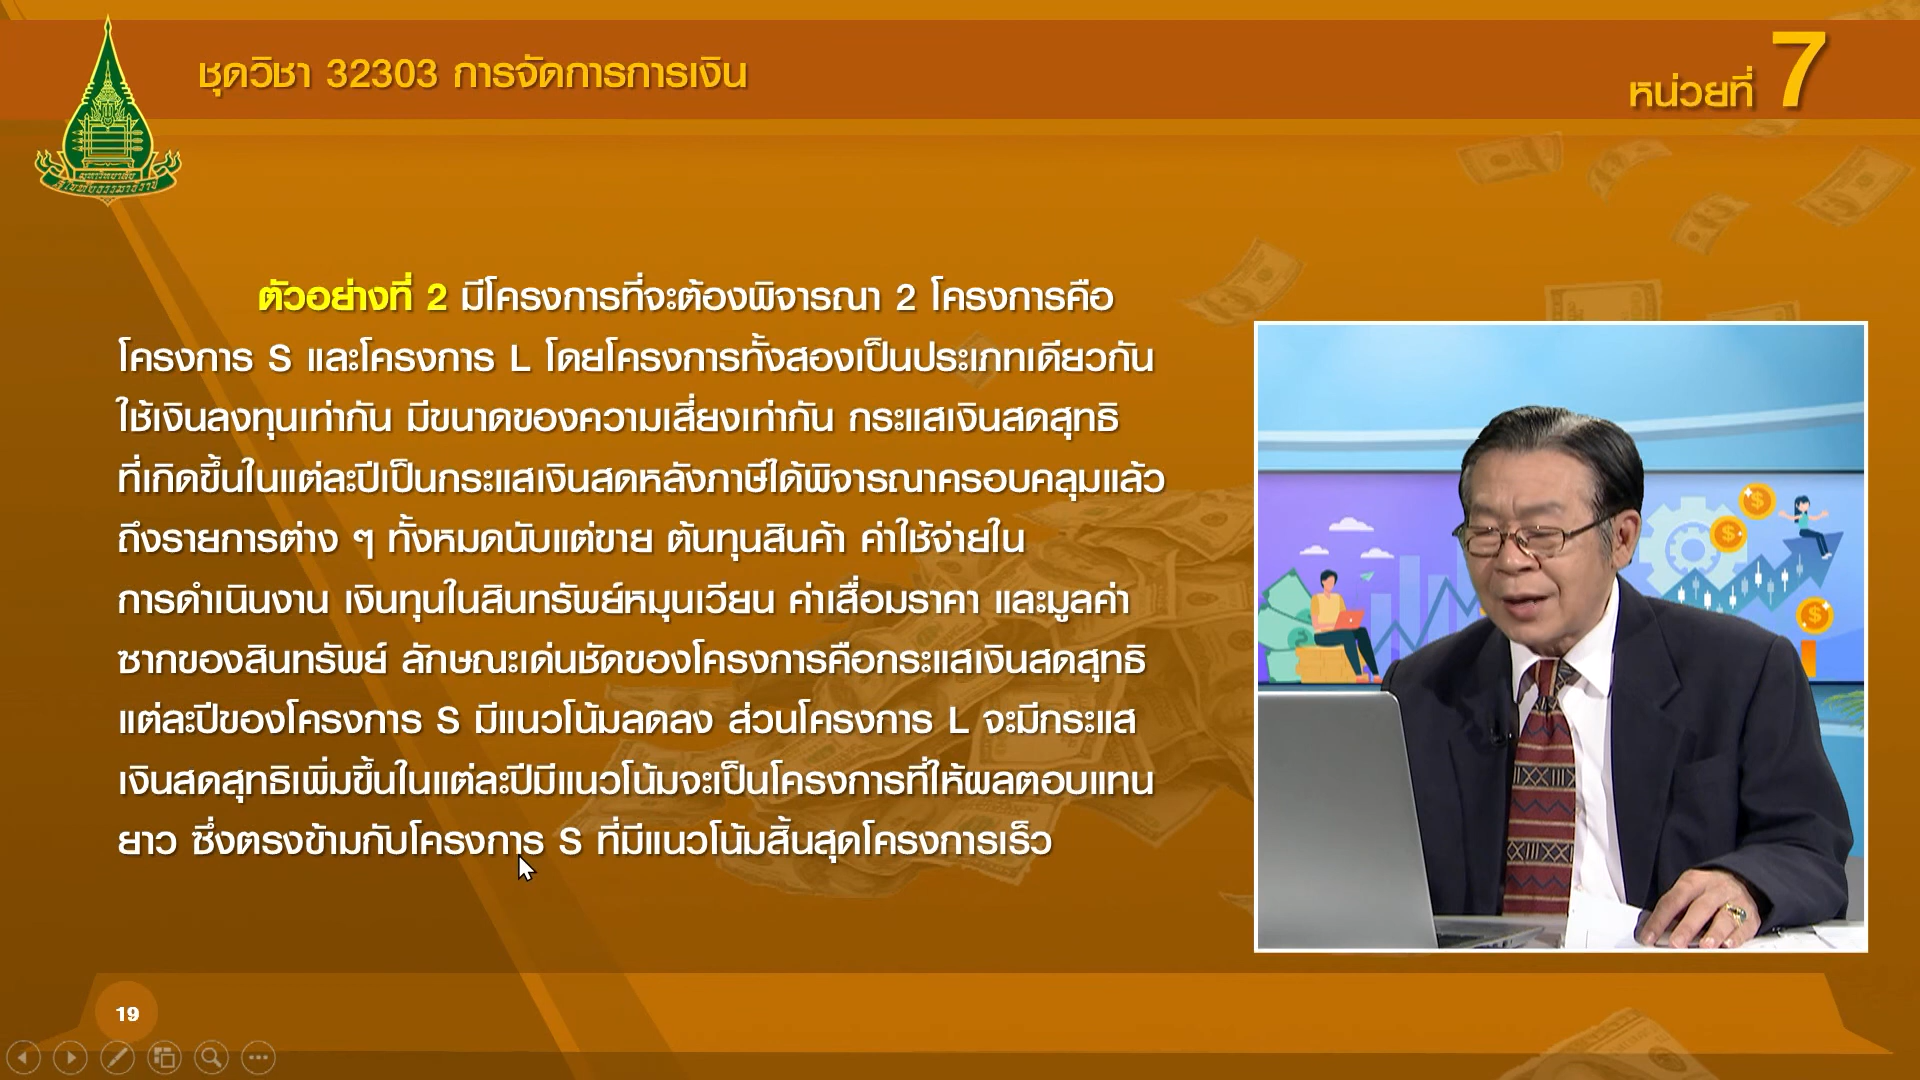 ชุดวิชา 32303 การจัดการการเงิน
หน่วยที่ 7
มหาวิทยาลัย
สุโขทัยธรรมาธิราช
ตัวอย่างที่ 2 มีโครงการที่จะต้องพิจารณา 2 โครงการคือ
โครงการ S และโครงการ L โดยโครงการทั้งสองเป็นประเภทเดียวกัน
ใช้เงินลงทุนเท่ากัน มีขนาดของความเสี่ยงเท่ากัน กระแสเงินสดสุทธิ
ที่เกิดขึ้นในแต่ละปีเป็นกระแสเงินสดหลังภาษีได้พิจารณาครอบคลุมแล้ว
ถึงรายการต่าง ๆ ทั้งหมดนับแต่ขาย ต้นทุนสินค้า ค่าใช้จ่ายใน
การดำเนินงาน เงินทุนในสินทรัพย์หมุนเวียน ค่าเสื่อมราคา และมูลค่า
ซากของสินทรัพย์ ลักษณะเด่นชัดของโครงการคือกระแสเงินสดสุทธิ
แต่ละปีของโครงการ S มีแนวโน้มลดลง ส่วนโครงการ L จะมีกระแส
เงินสดสุทธิเพิ่มขึ้นในแต่ละปีมีแนวโน้มจะเป็นโครงการที่ให้ผลตอบแทน
ยาว ซึ่งตรงข้ามกับโครงการ S ที่มีแนวโน้มสิ้นสุดโครงการเร็ว
19